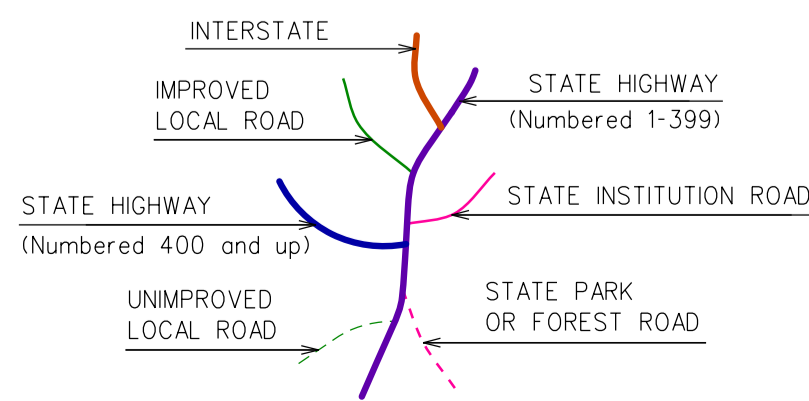 INTERSTATE
IMPROVED
LOCAL ROAD
STATE HIGHWAY
(Numbered 1-399)
STATE HIGHWAY
(Numbered 400 and up)
STATE INSTITUTION ROAD
UNIMPROVED
LOCAL ROAD
STATE PARK
OR FOREST ROAD